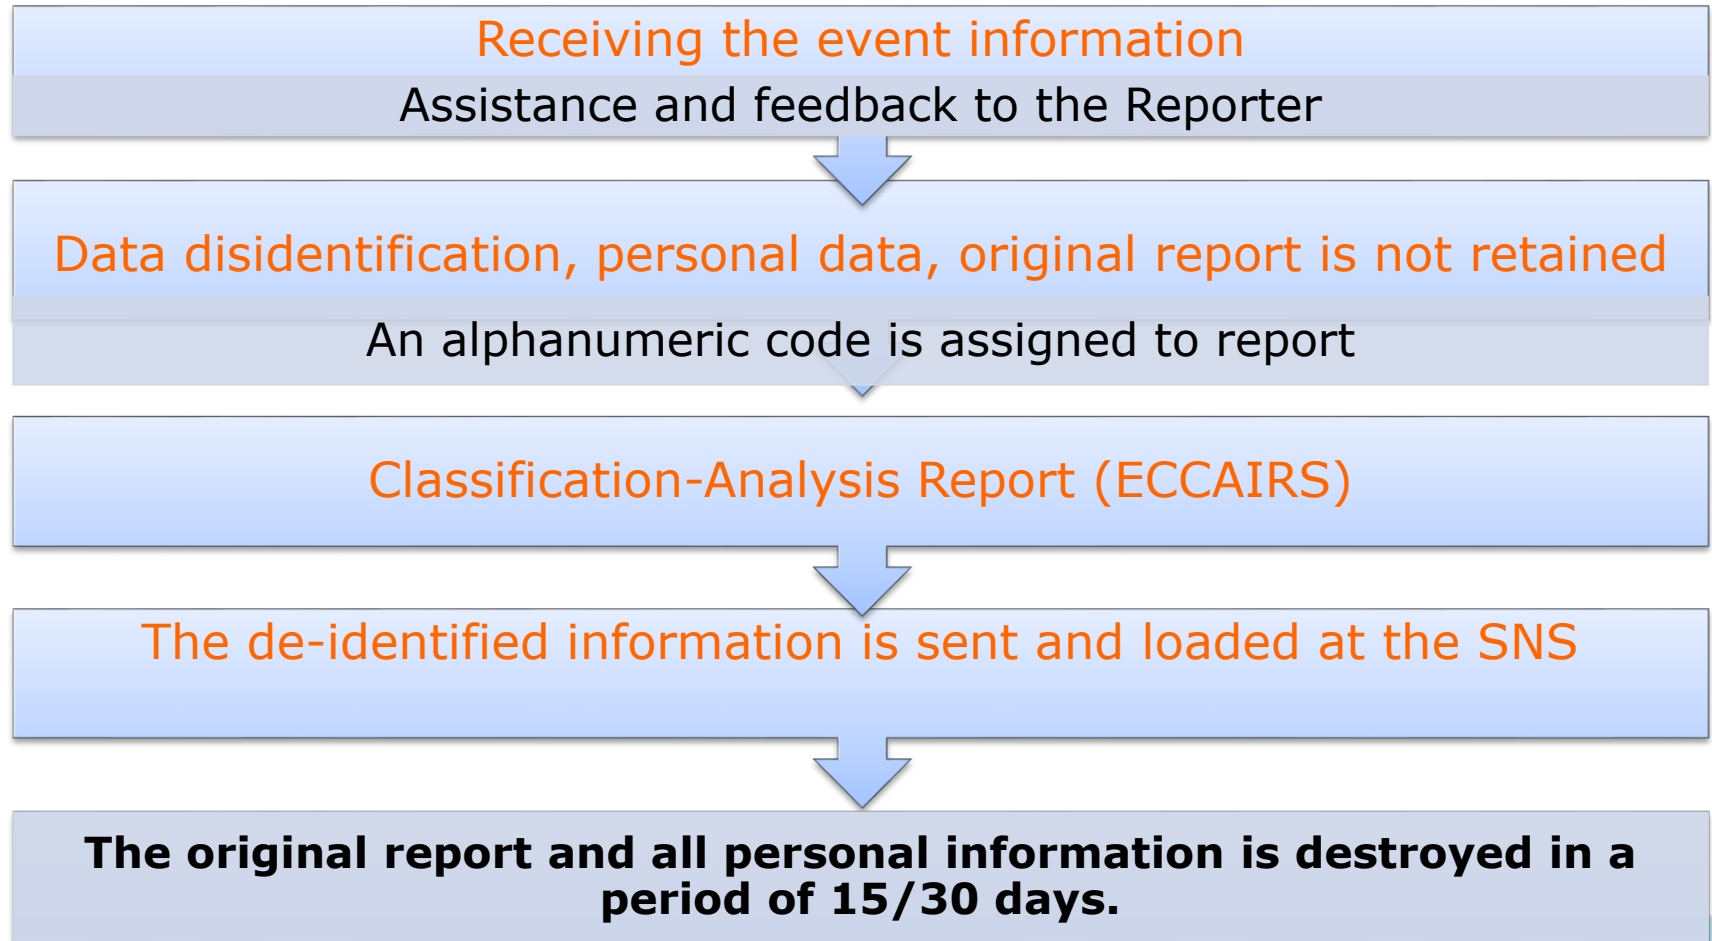 Receiving the event information
Assistance and feedback to the Reporter
Data disidentification, personal data, original report is not retained
An alphanumeric code is assigned to report
Classification-Analysis Report (ECCAIRS)
The de-identified information is sent and loaded at the SNS
The original report and all personal information is destroyed in a
period of 15/30 days.